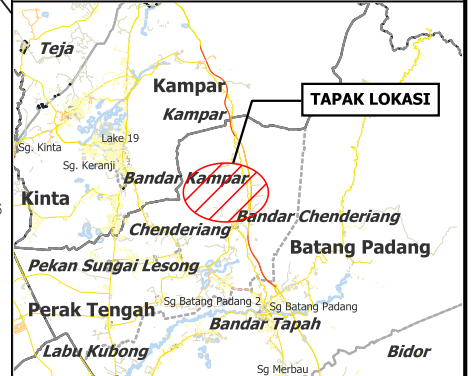 Teja
Kampar
TAPAK LOKASI
Kampar
Lake 19
Sg. Kinta
Sg. Keranji
Bandar Kampar
Kinta
Bandar Chenderiang
Chenderiang
Batang Padang
Pekan Sungai Lesong
Sg Batang Padang 2
Sg Batang Padang
Perak Tengah
Bandar Tapah
Labu Kubong
Bidor
Sg Merbau